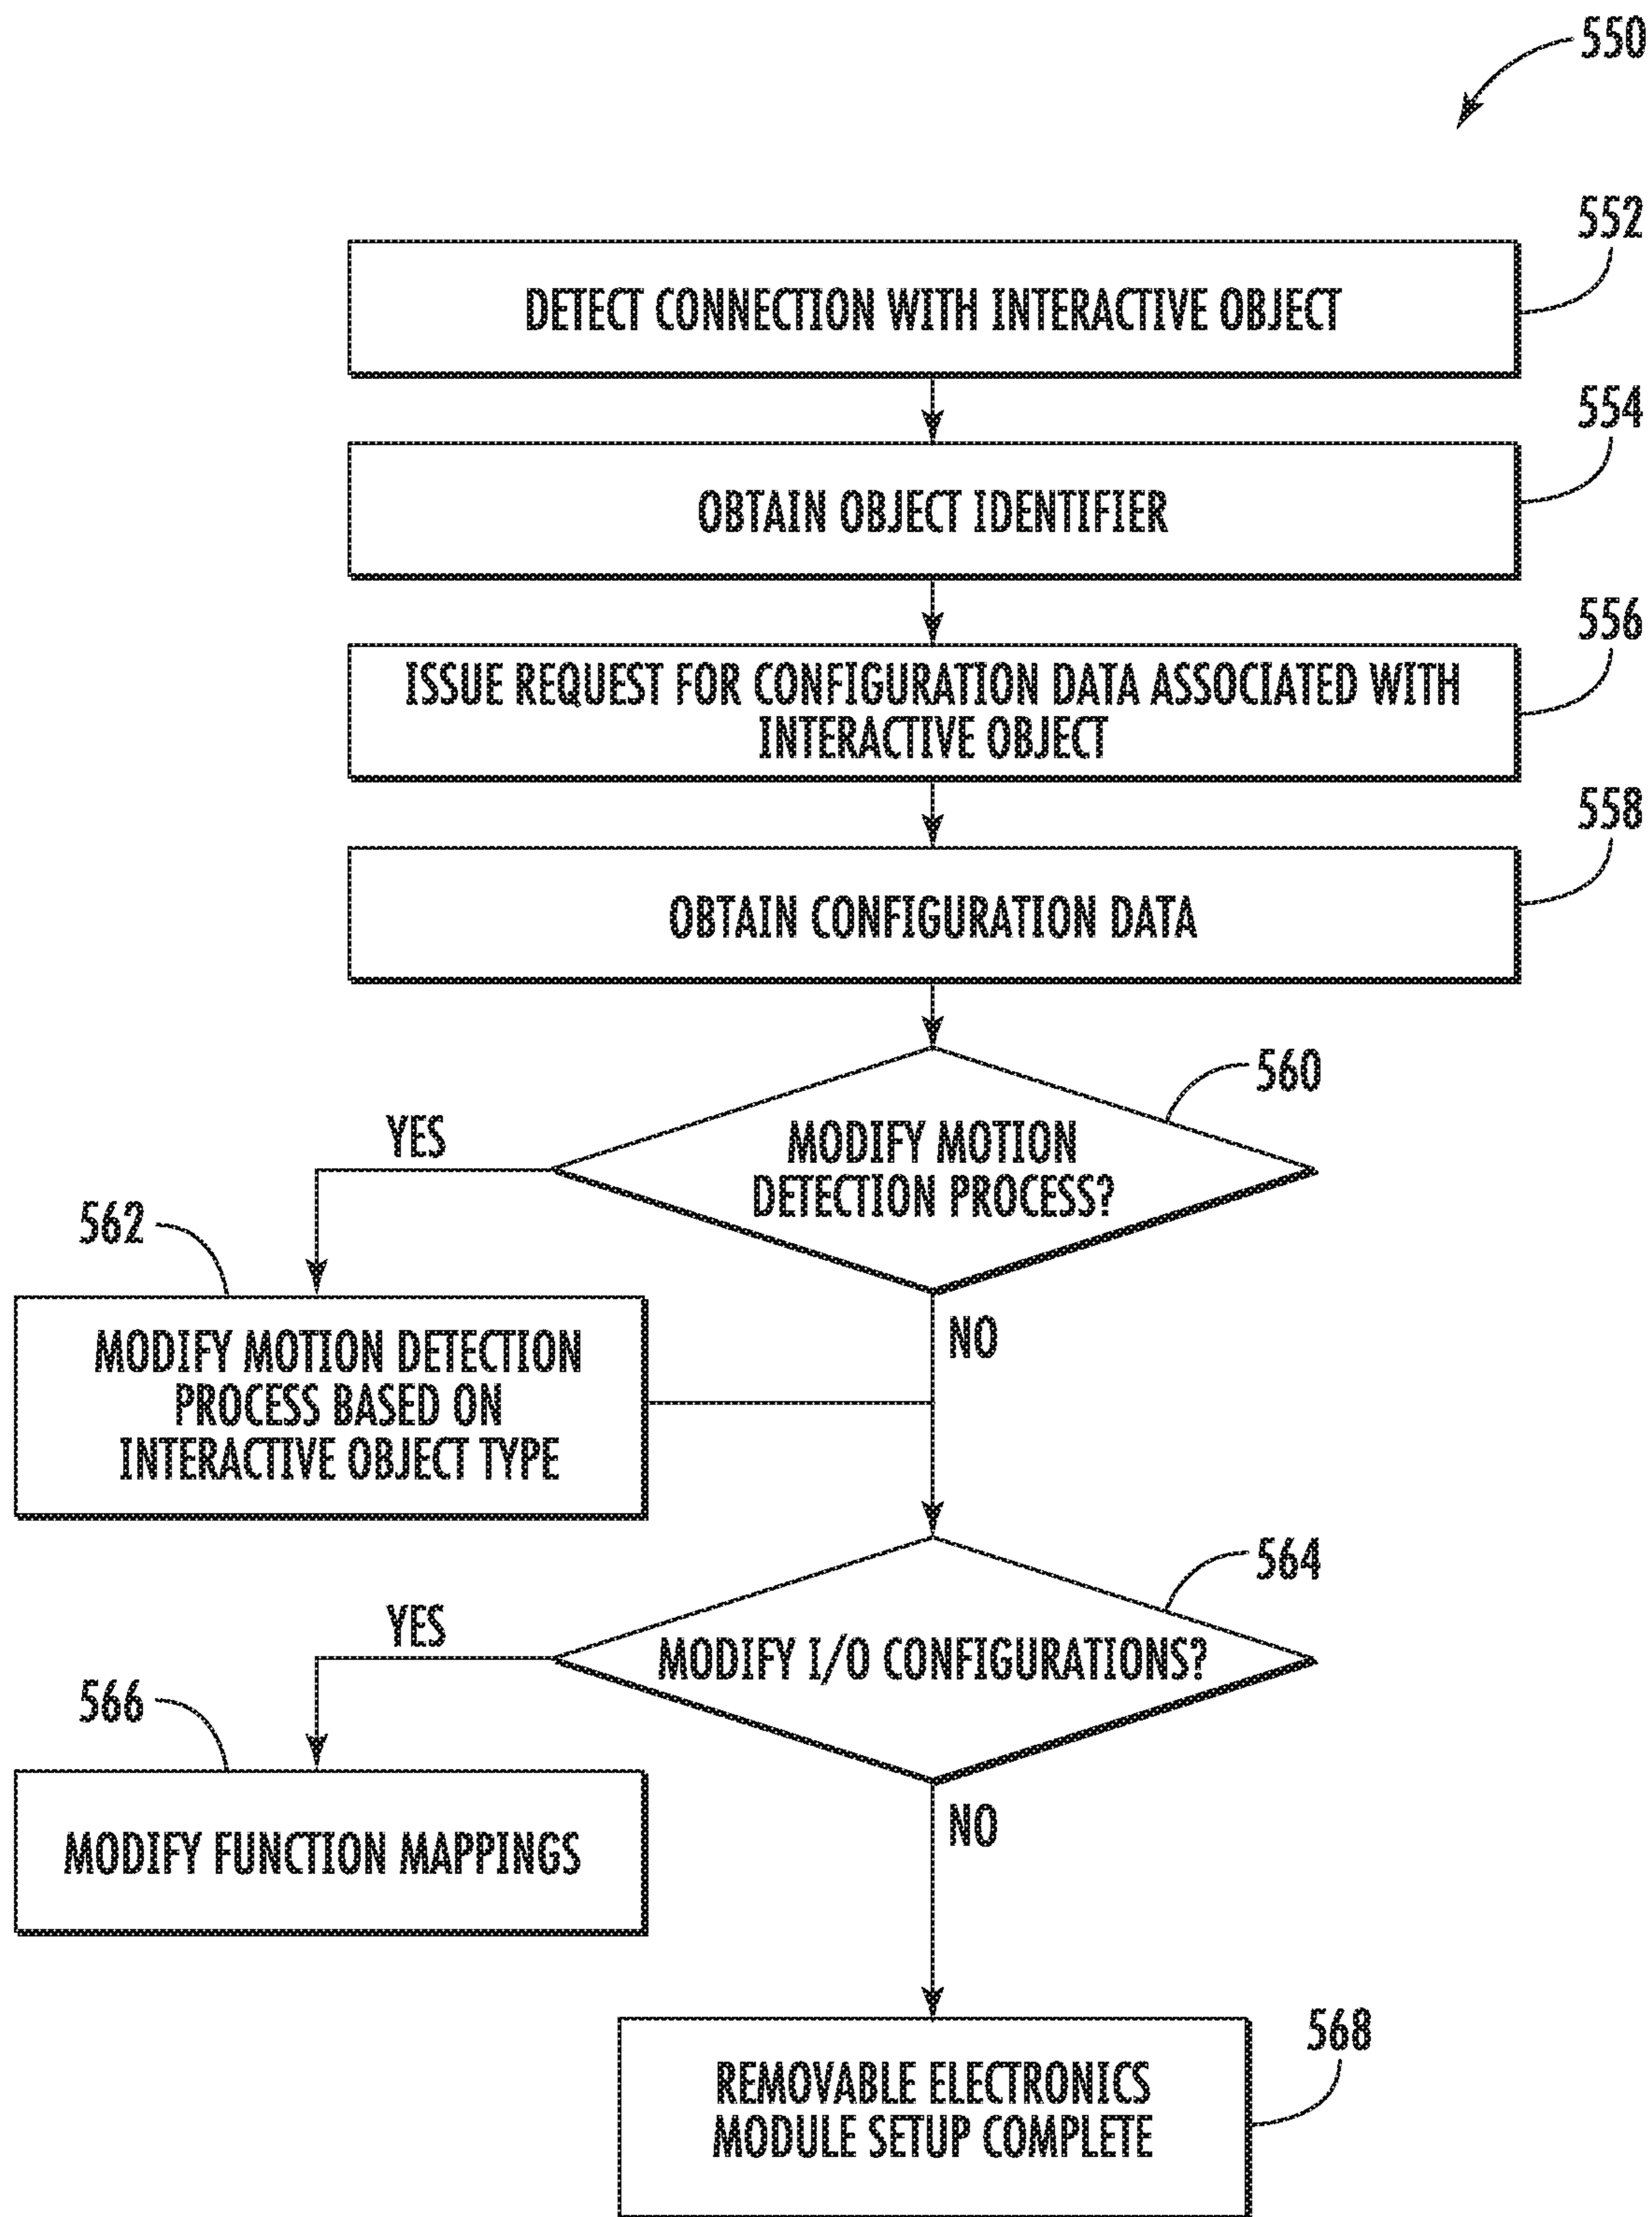 550
552
DETECT CONNECTION WITH INTERACTIVE OBJECT
554
OBTAIN OBJECT IDENTIFIER
556
ISSUE REQUEST FOR CONFIGURATION DATA ASSOCIATED WITH
INTERACTIVE OBJECT
558
OBTAIN CONFIGURATION DATA
560
MODIFY MOTION
DETECTION PROCESS?
YES
562
NO
MODIFY MOTION DETECTION
PROCESS BASED ON
INTERACTIVE OBJECT TYPE
564
MODIFY I/O CONFIGURATIONS?
YES
566
NO
MODIFY FUNCTION MAPPINGS
568
REMOVABLE ELECTRONICS
MODULE SETUP COMPLETE